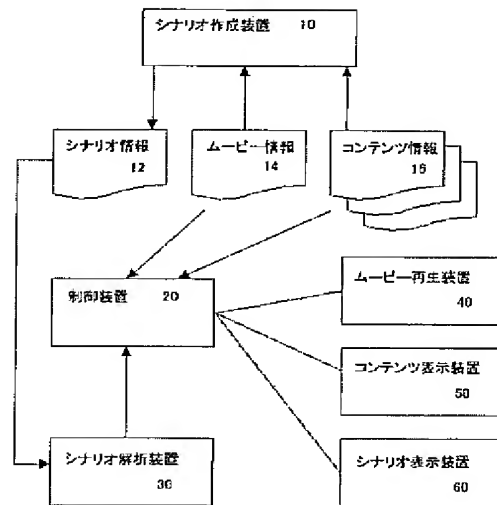 シナリオ作成装置 10
シナリオ情報
12
ムービー情報
14
コンテンツ情報
16
制御装置 20
ムービー再生装置
40
コンテンツ表示装置
50
シナリオ解析装置
30
シナリオ表示装置
60